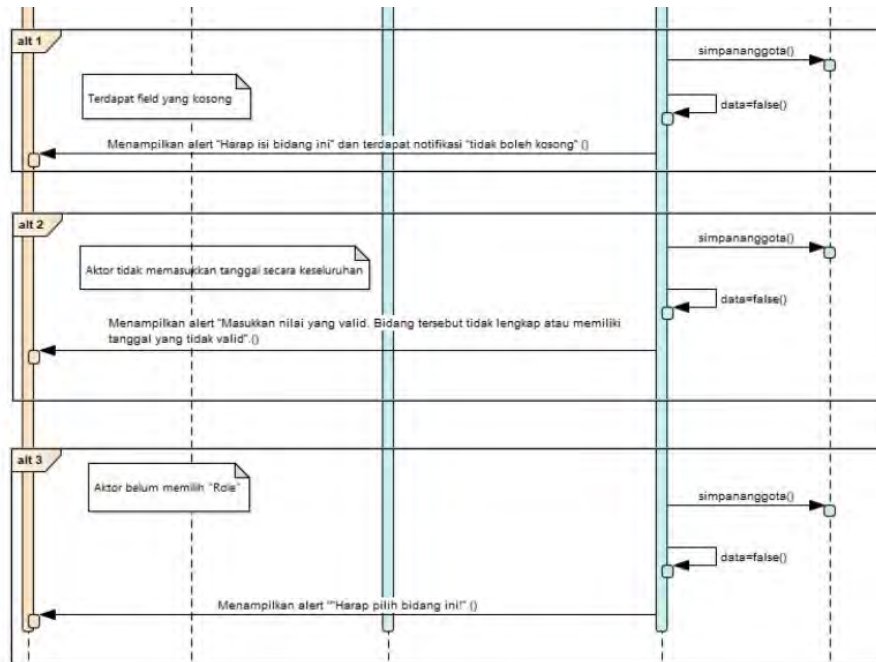 alt 1
simpananggota()
Terdapat field yang kosong
data=false()
Menampilkan alert "Harap isi bidang ini" dan terdapat notifikasi "tidak boleh kosong" ()
alt 2
simpananggota()
Aktor tidak memasukkan tanggal secara keseluruhan
data=false()
Menampilkan alert "Masukkan nilai yang valid. Bidang tersebut tidak lengkap atau memiliki
tanggal yang tidak valid".()
alt 3
Aktor belum memilih "Role"
simpananggota()
data=false()
Menampilkan alert ""Harap pilih bidang ini!" ()